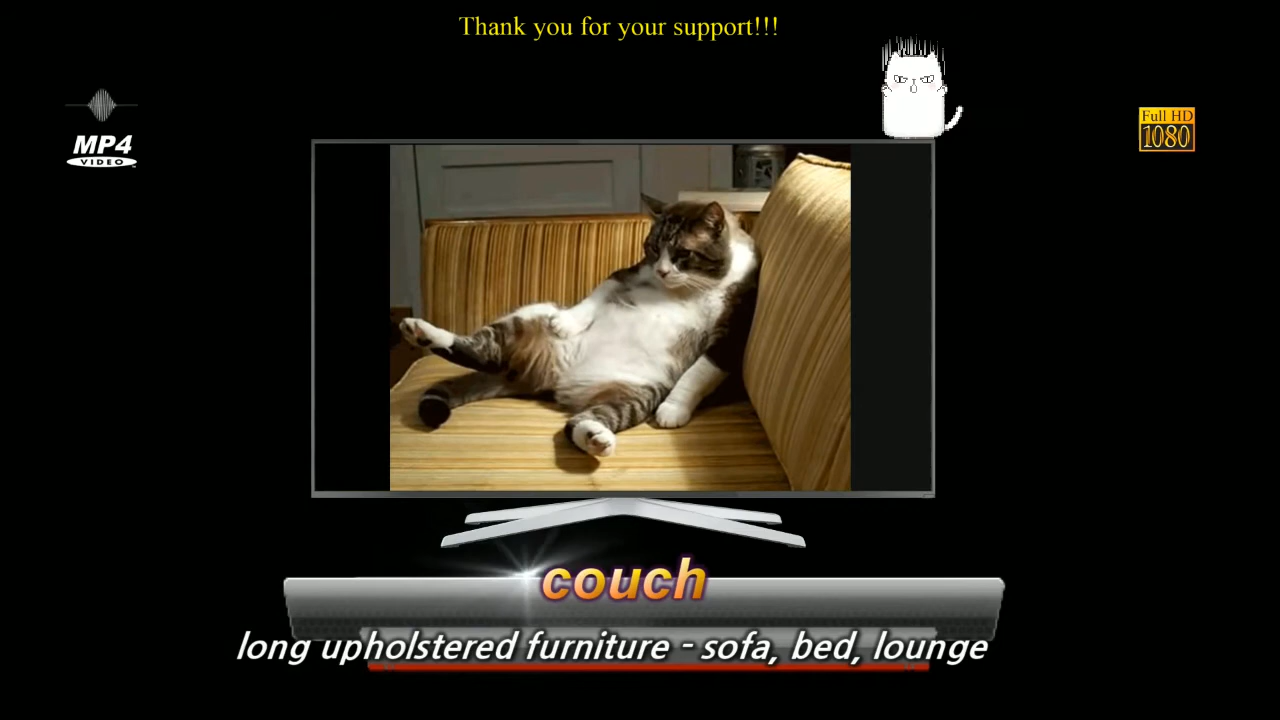 Thank you for your support!!!
MP4
VIDEO
Full HD
1080
couch
long upholstered furniture - sofa, bed, lounge